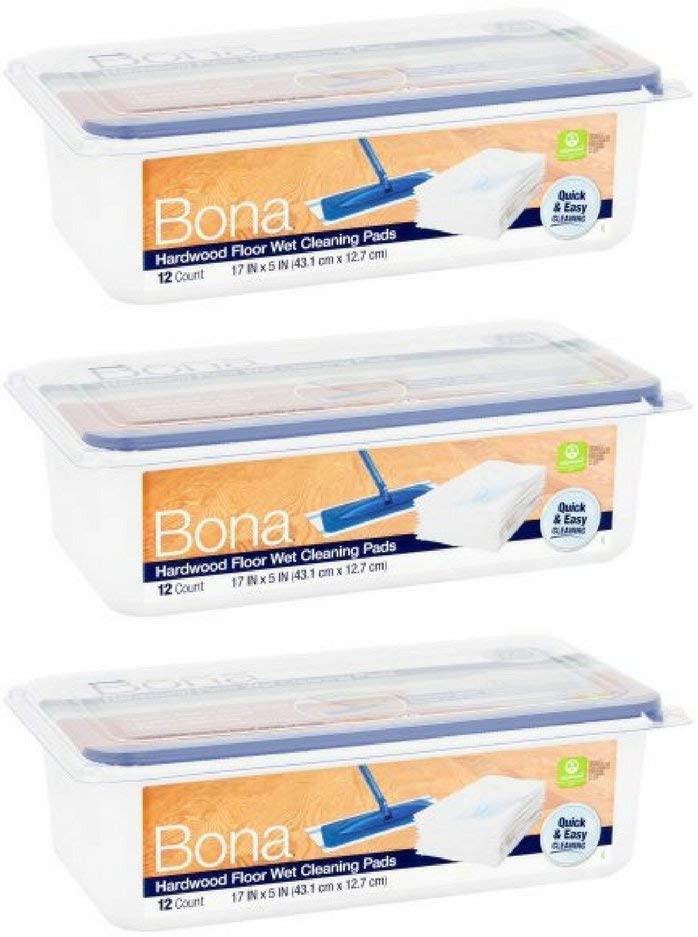 Bona
Quick
& Easy
CLEANING
Bona
Hardwood Floor Wet Cleaning Pads
12 Count 17 IN x 5 IN (43.1 cm x 12.7 cm)
Bona
Quick
& Easy
CLEANING
Bona
Hardwood Floor Wet Cleaning Pads
12 Count 17 IN x 5 IN (43.1 cm x 12.7 cm)
Bona
Quick
& Easy
CLEANING
Bona
Hardwood Floor Wet Cleaning Pads
12 Count 17 IN x 5 IN (43.1 cm x 12.7 cm)